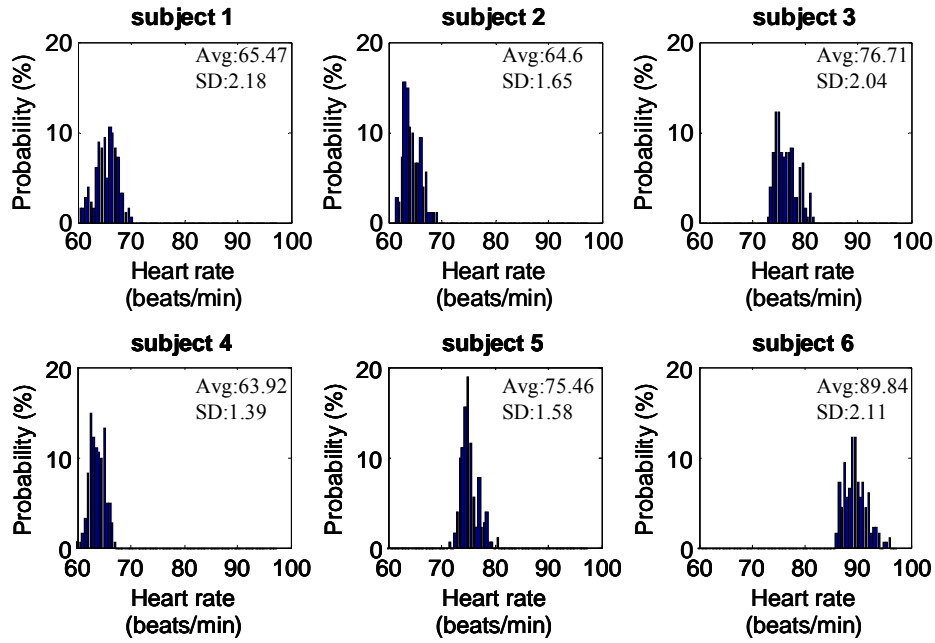 subject 1
Avg:65.47
SD:2.18
Probability (%)
20
10
0
60 70 80 90 100
Heart rate
(beats/min)
subject 2
Avg:64.6
SD:1.65
Probability (%)
20
10
0
60 70 80 90 100
Heart rate
(beats/min)
subject 3
Avg:76.71
SD:2.04
Probability (%)
20
10
0
60 70 80 90 100
Heart rate
(beats/min)
subject 4
Avg:63.92
SD:1.39
Probability (%)
20
10
0
60 70 80 90 100
Heart rate
(beats/min)
subject 5
Avg:75.46
SD:1.58
Probability (%)
20
10
0
60 70 80 90 100
Heart rate
(beats/min)
subject 6
Avg:89.84
SD:2.11
Probability (%)
20
10
0
60 70 80 90 100
Heart rate
(beats/min)